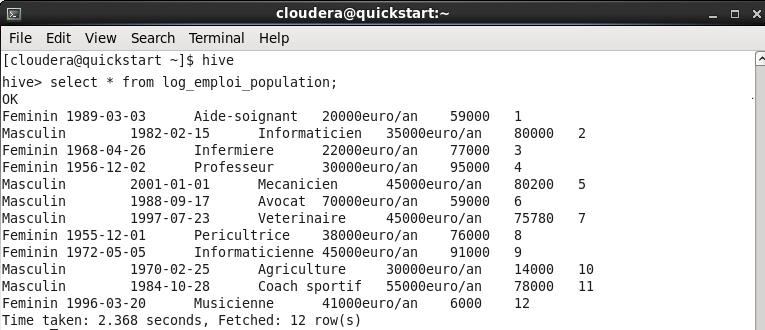 cloudera@quickstart:~
File Edit View Search Terminal Help
[cloudera@quickstart ~]$ hive
hive> select * from log_emploi_population;
OK
Feminin 1989-03-03 Aide-soignant 20000euro/an 59000 1
Masculin 1982-02-15 Informaticien 35000euro/an 80000 2
Feminin 1968-04-26 Infermiere 22000euro/an 77000 3
Feminin 1956-12-02 Professeur 30000euro/an 95000 4
Masculin 2001-01-01 Mecanicien 45000euro/an 80200 5
Masculin 1988-09-17 Avocat 70000euro/an 59000 6
Masculin 1997-07-23 Veterinaire 45000euro/an 75780 7
Feminin 1955-12-01 Pericultrice 38000euro/an 76000 8
Feminin 1972-05-05 Informaticienne 45000euro/an 91000 9
Masculin 1970-02-25 Agriculture 30000euro/an 14000 10
Masculin 1984-10-28 Coach sportif 55000euro/an 78000 11
Feminin 1996-03-20 Musicienne 41000euro/an 6000 12
Time taken: 2.368 seconds, Fetched: 12 row(s)